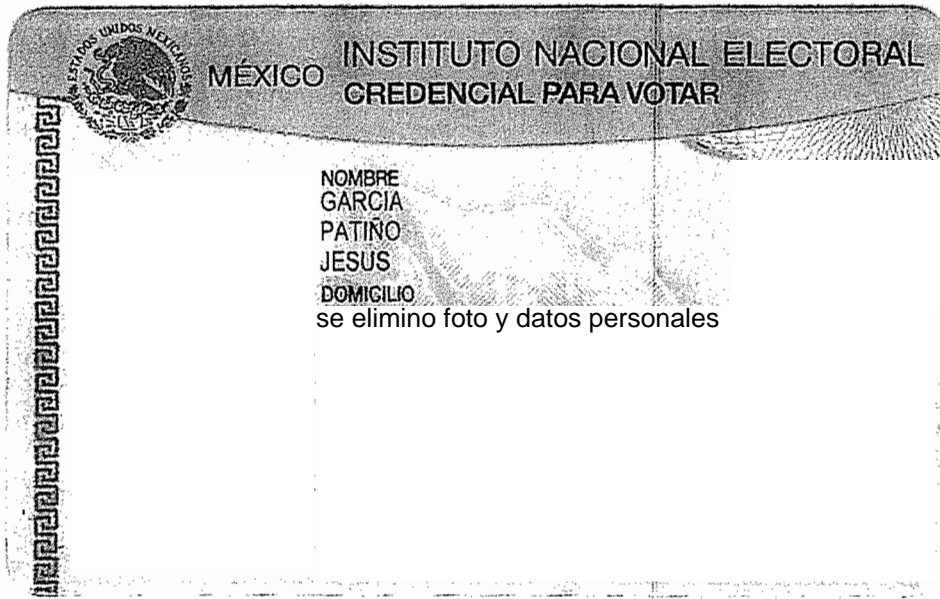 ESTADOS UNIDOS MEXICANOS
MÉXICO
INSTITUTO NACIONAL ELECTORAL
CREDENCIAL PARA VOTAR
NOMBRE
GARCIA
PATIÑO
JESUS
DOMICILIO
se elimino foto y datos personales